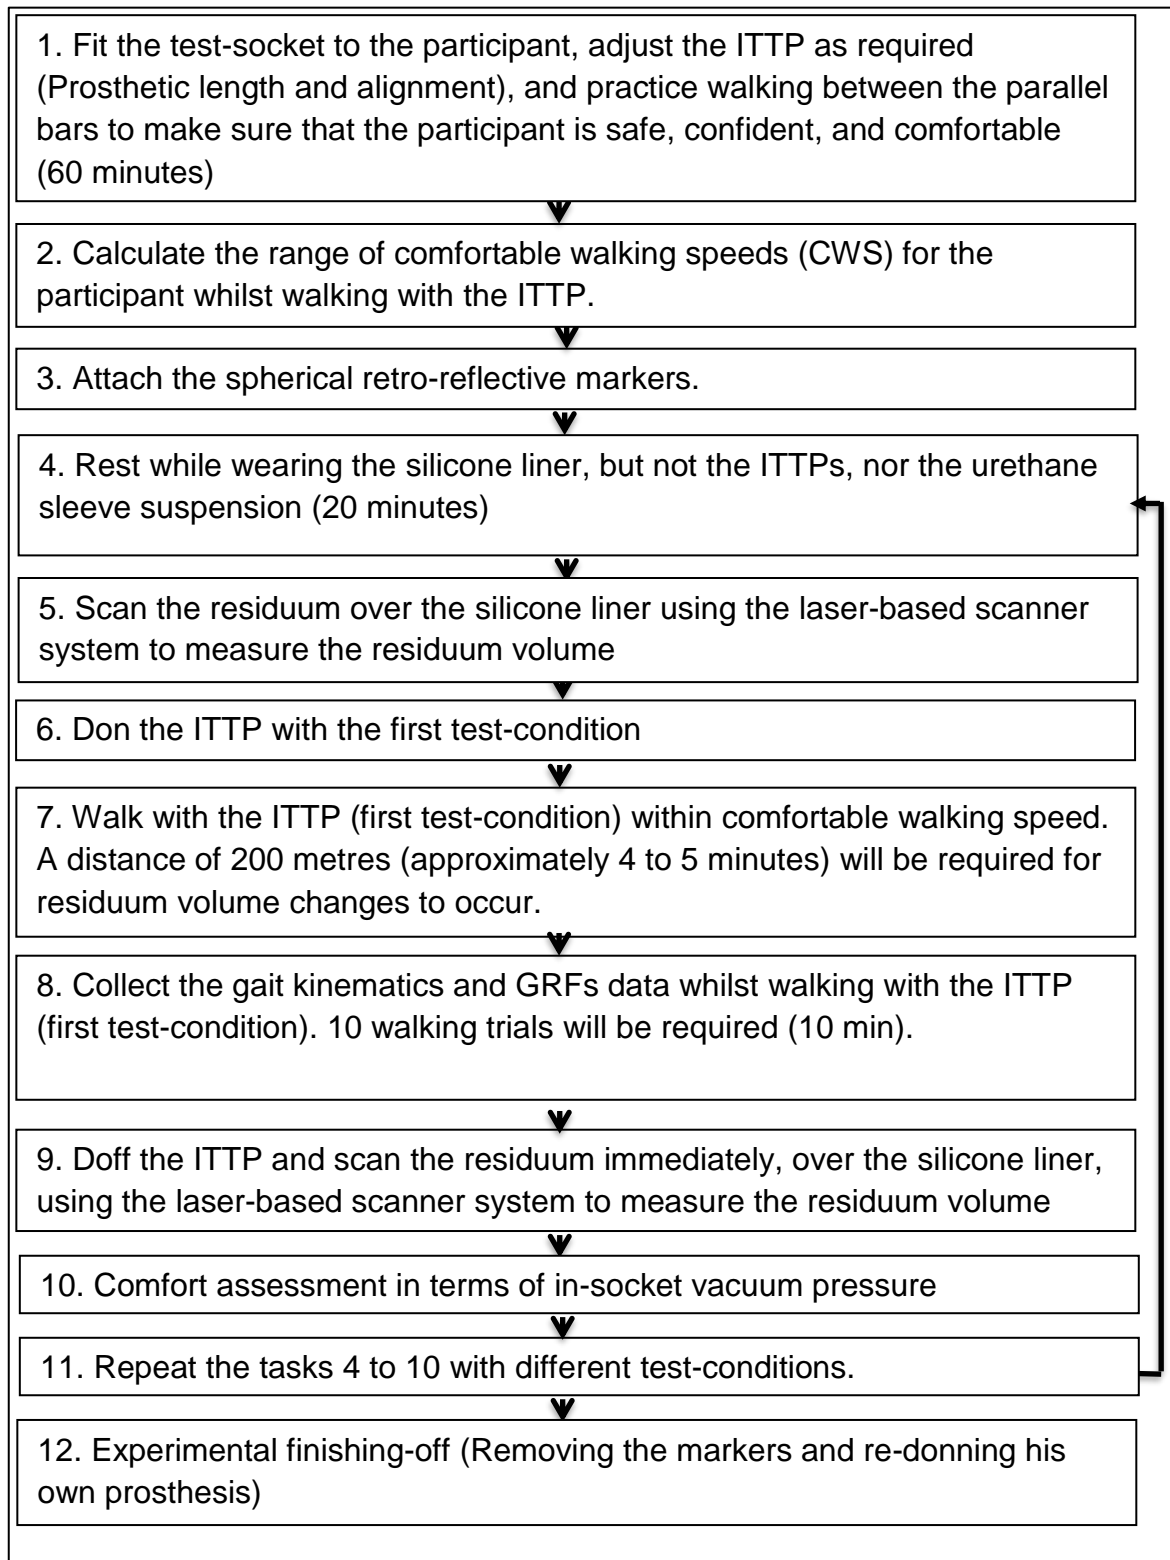 1. Fit the test-socket to the participant, adjust the ITTP as required
(Prosthetic length and alignment), and practice walking between the parallel
bars to make sure that the participant is safe, confident, and comfortable
(60 minutes)
2. Calculate the range of comfortable walking speeds (CWS) for the
participant whilst walking with the ITTP.
3. Attach the spherical retro-reflective markers.
4. Rest while wearing the silicone liner, but not the ITTPs, nor the urethane
sleeve suspension (20 minutes)
5. Scan the residuum over the silicone liner using the laser-based scanner
system to measure the residuum volume
6. Don the ITTP with the first test-condition
7. Walk with the ITTP (first test-condition) within comfortable walking speed.
A distance of 200 metres (approximately 4 to 5 minutes) will be required for
residuum volume changes to occur.
8. Collect the gait kinematics and GRFs data whilst walking with the ITTP
(first test-condition). 10 walking trials will be required (10 min).
9. Doff the ITTP and scan the residuum immediately, over the silicone liner,
using the laser-based scanner system to measure the residuum volume
10. Comfort assessment in terms of in-socket vacuum pressure
11. Repeat the tasks 4 to 10 with different test-conditions.
12. Experimental finishing-off (Removing the markers and re-donning his
own prosthesis)